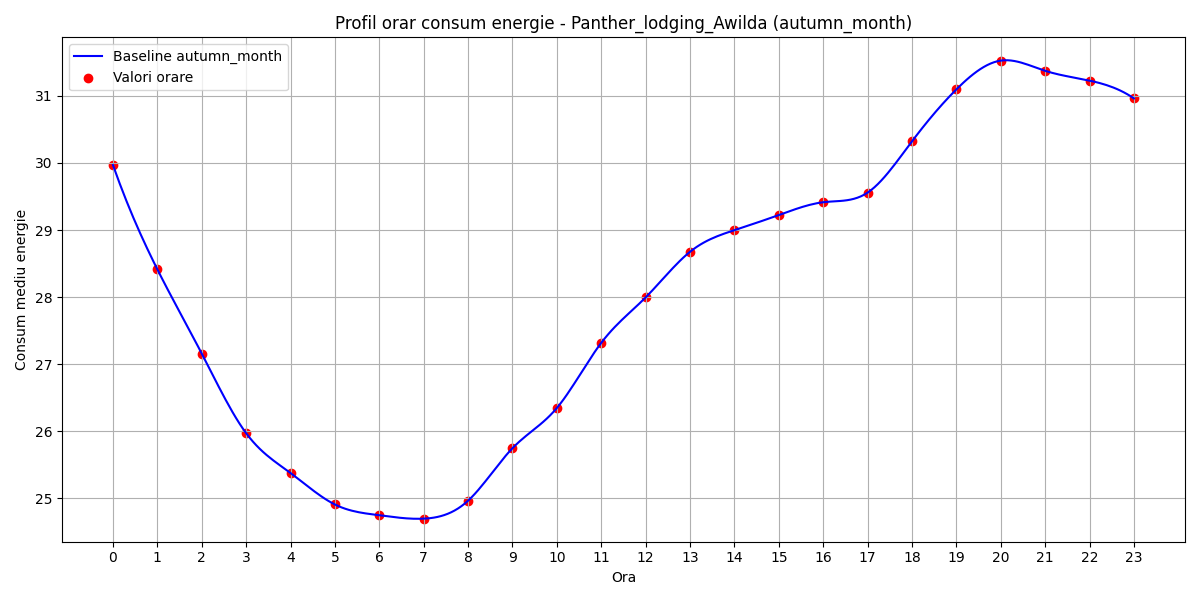 Profil orar consum energie - Panther_lodging_Awilda (autumn_month)
Baseline autumn_month
Valori orare
Consum mediu energie
31
30
29
28
27
26
25
0 1 2 3 4 5 6 7 8 9 10 11 12 13 14 15 16 17 18 19 20 21 22 23
Ora